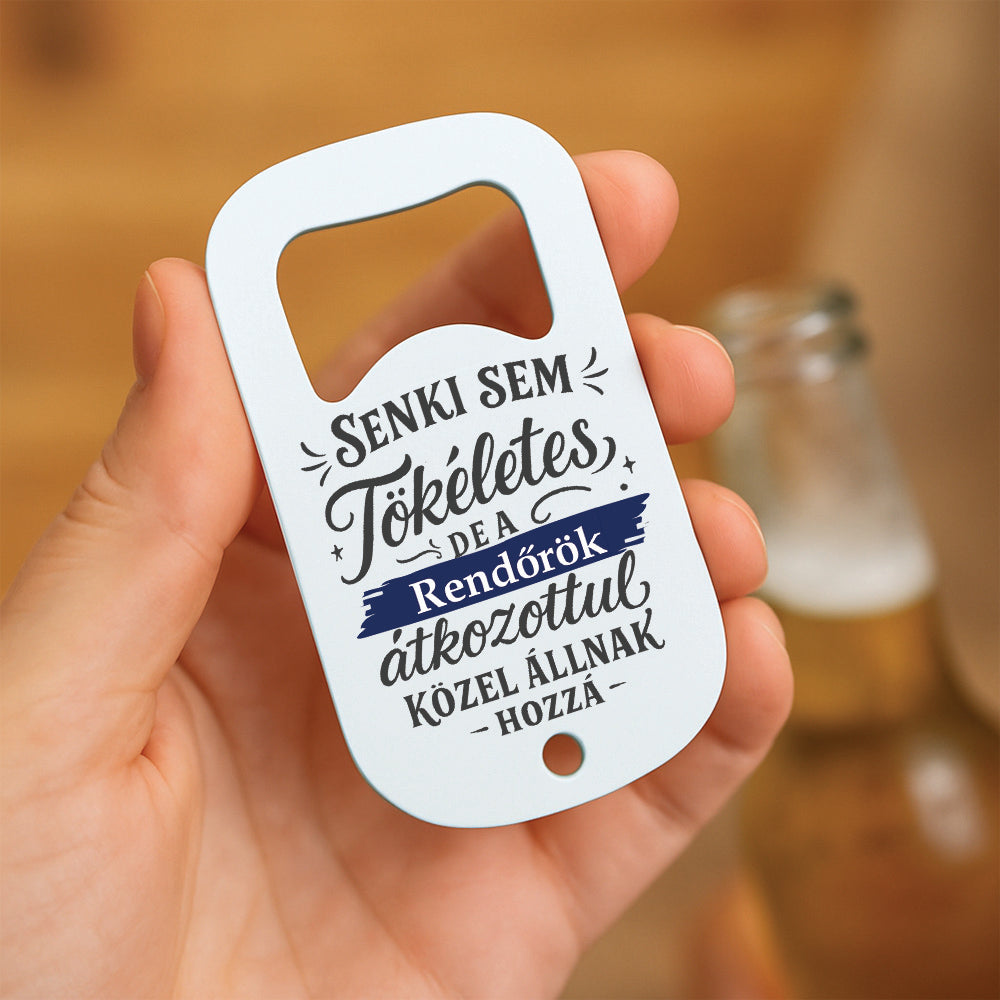 SENKI SEM
Tökéletes
DE A
Rendőrök
átkozottul
KÖZEL ÁLLNAK
- HOZZÁ -